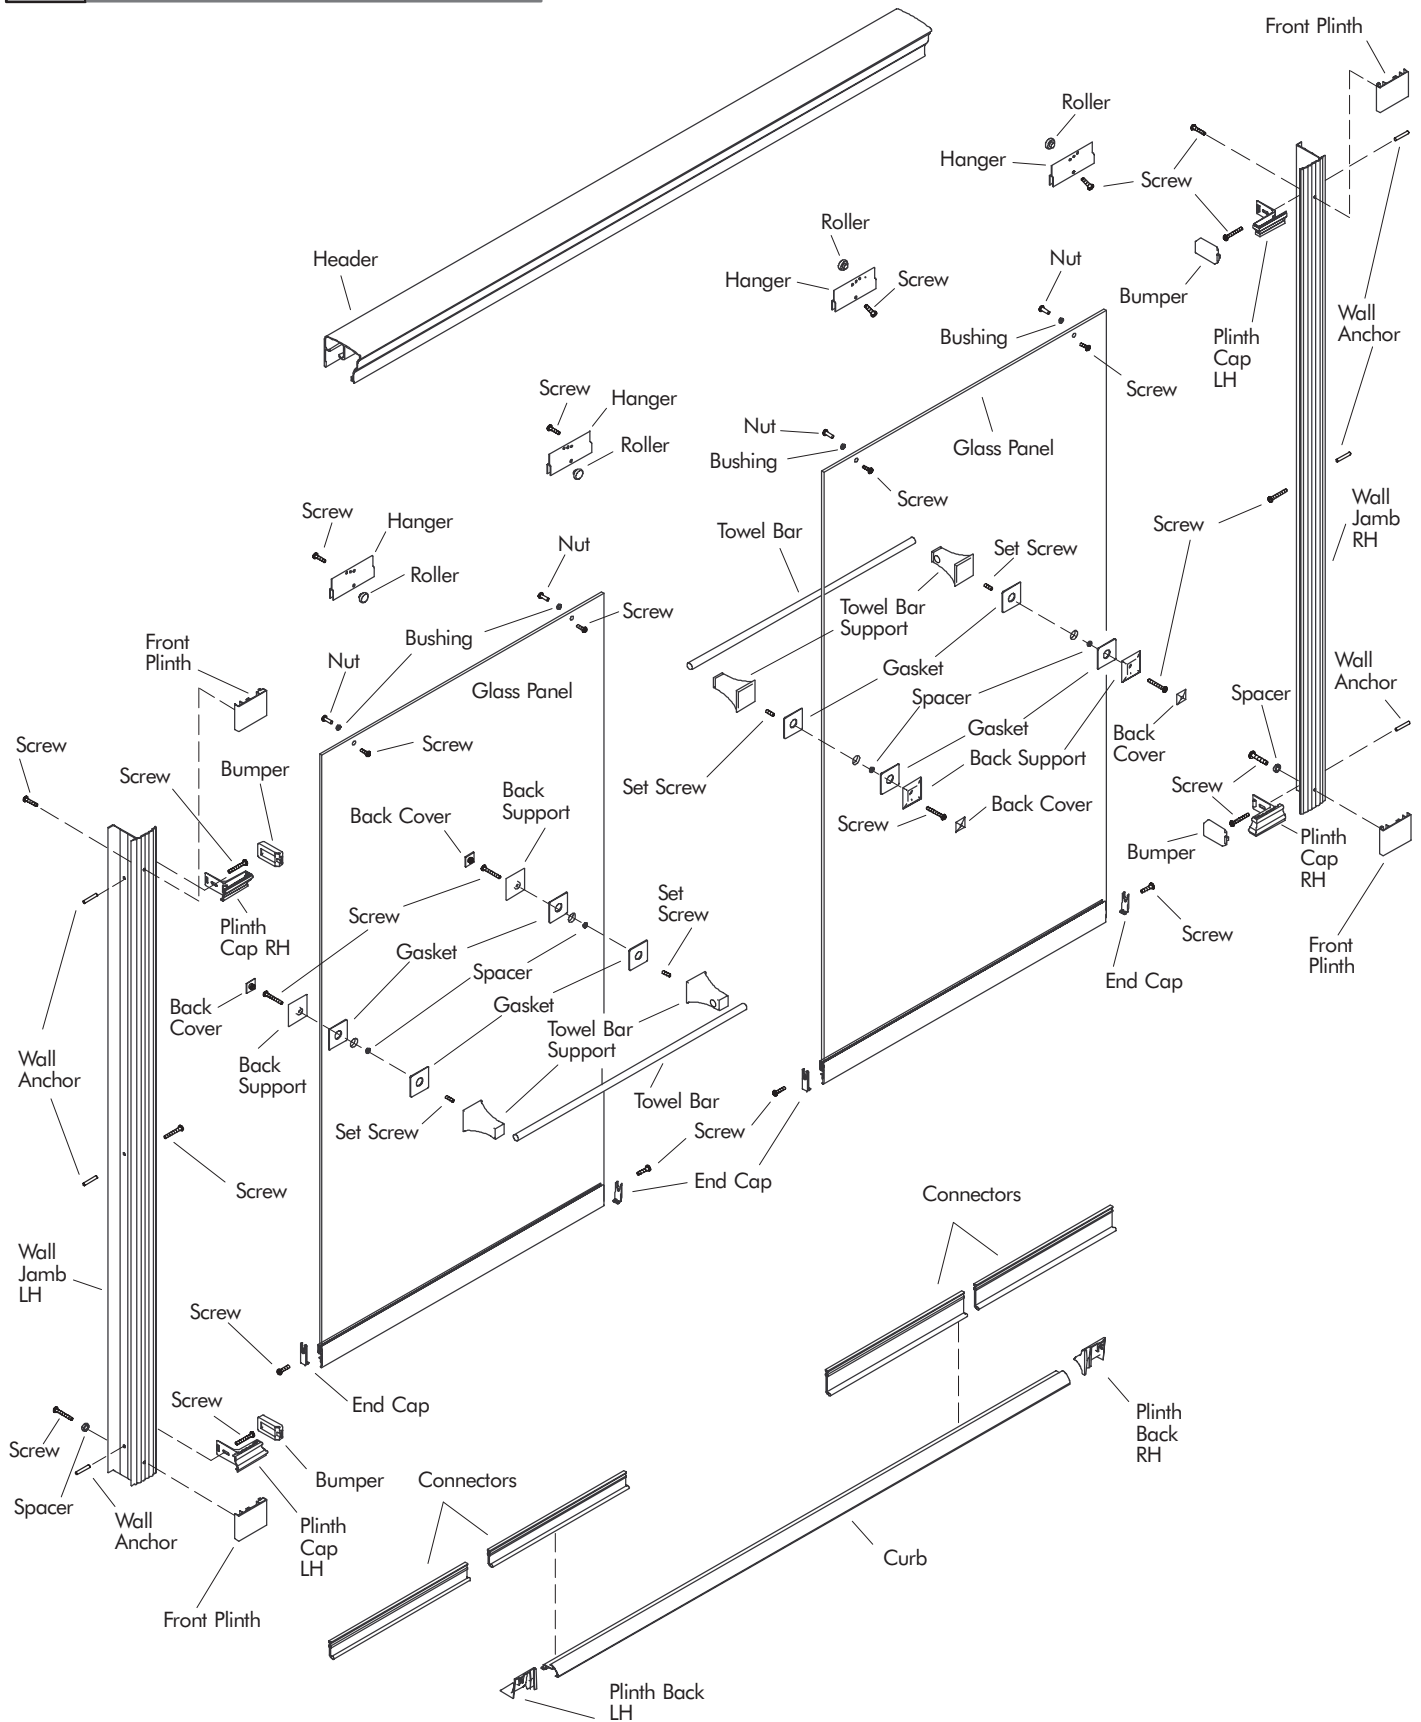 Front Plinth
Roller
Hanger
Screw
Roller
Header
Hanger
Screw
Nut
Bumper
Bushing
Plinth
Cap
LH
Wall
Anchor
Screw
Screw
Hanger
Nut
Roller
Bushing
Glass Panel
Screw
Screw
Hanger
Towel Bar
Screw
Wall
Jamb
RH
Nut
Set Screw
Roller
Screw
Towel Bar
Support
Front
Plinth
Bushing
Nut
Gasket
Wall
Anchor
Glass Panel
Spacer
Spacer
Screw
Screw
Gasket
Back
Cover
Screw
Bumper
Back
Support
Set Screw
Back Support
Screw
Back Cover
Back Cover
Screw
Bumper
Plinth
Cap
RH
Plinth
Cap RH
Screw
Set
Screw
Screw
Front
Plinth
Gasket
Spacer
End Cap
Back
Cover
Gasket
Towel Bar
Support
Wall
Anchor
Back
Support
Towel Bar
Set Screw
Screw
Screw
End Cap
Connectors
Wall
Jamb
LH
Screw
End Cap
Screw
Plinth
Back
RH
Screw
Bumper
Connectors
Spacer
Wall
Anchor
Plinth
Cap
LH
Curb
Front Plinth
Plinth Back
LH